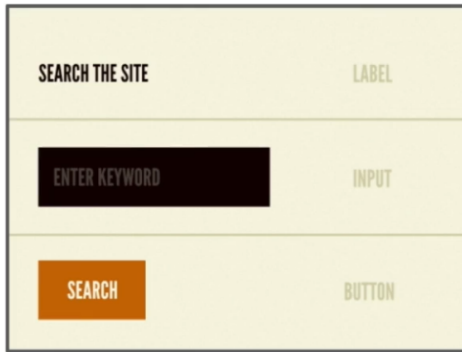 SEARCH THE SITE LABEL
ENTER KEYWORD INPUT
SEARCH BUTTON